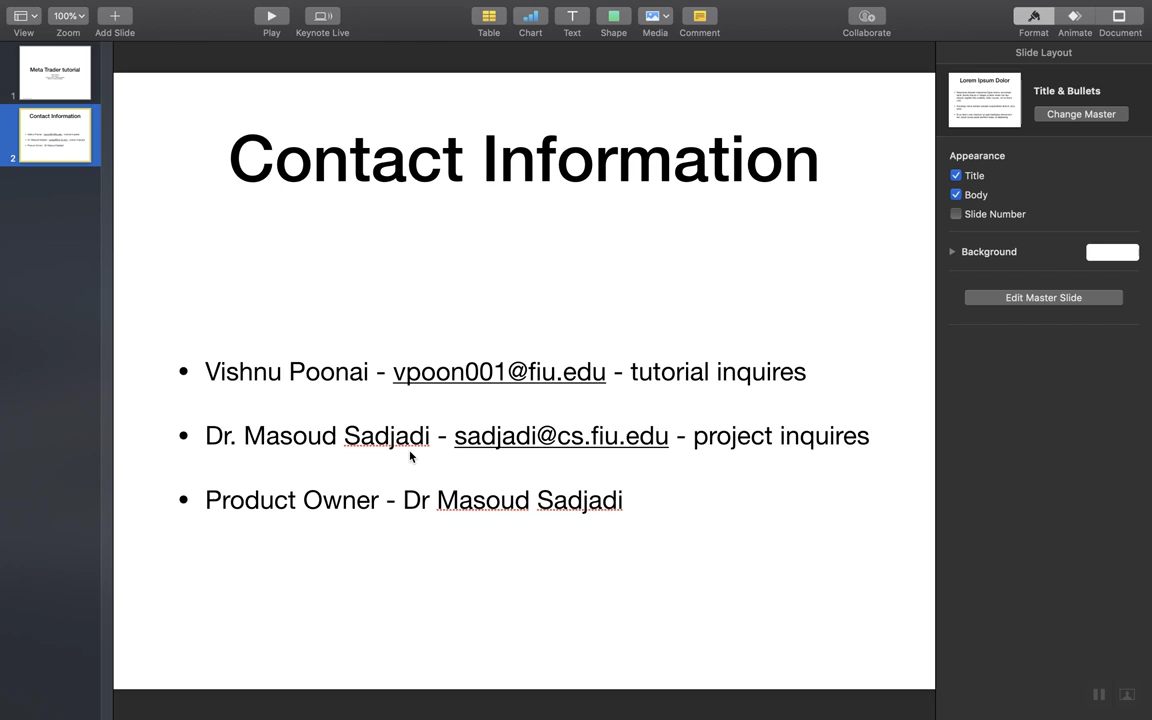 View
100%
Zoom
Add Slide
Play
Keynote Live
Table
Chart
Text
Shape
Media
Comment
Collaborate
Format
Animate
Document
Meta Trader tutorial
1
Contact Information
2
Contact Information
• Vishnu Poonai - vpoon001@fiu.edu - tutorial inquires
• Dr. Masoud Sadjadi - sadjadi@cs.fiu.edu - project inquires
• Product Owner - Dr Masoud Sadjadi
Slide Layout
Lorem Ipsum Dolor
Title & Bullets
Change Master
Appearance
Title
Body
Slide Number
Background
Edit Master Slide